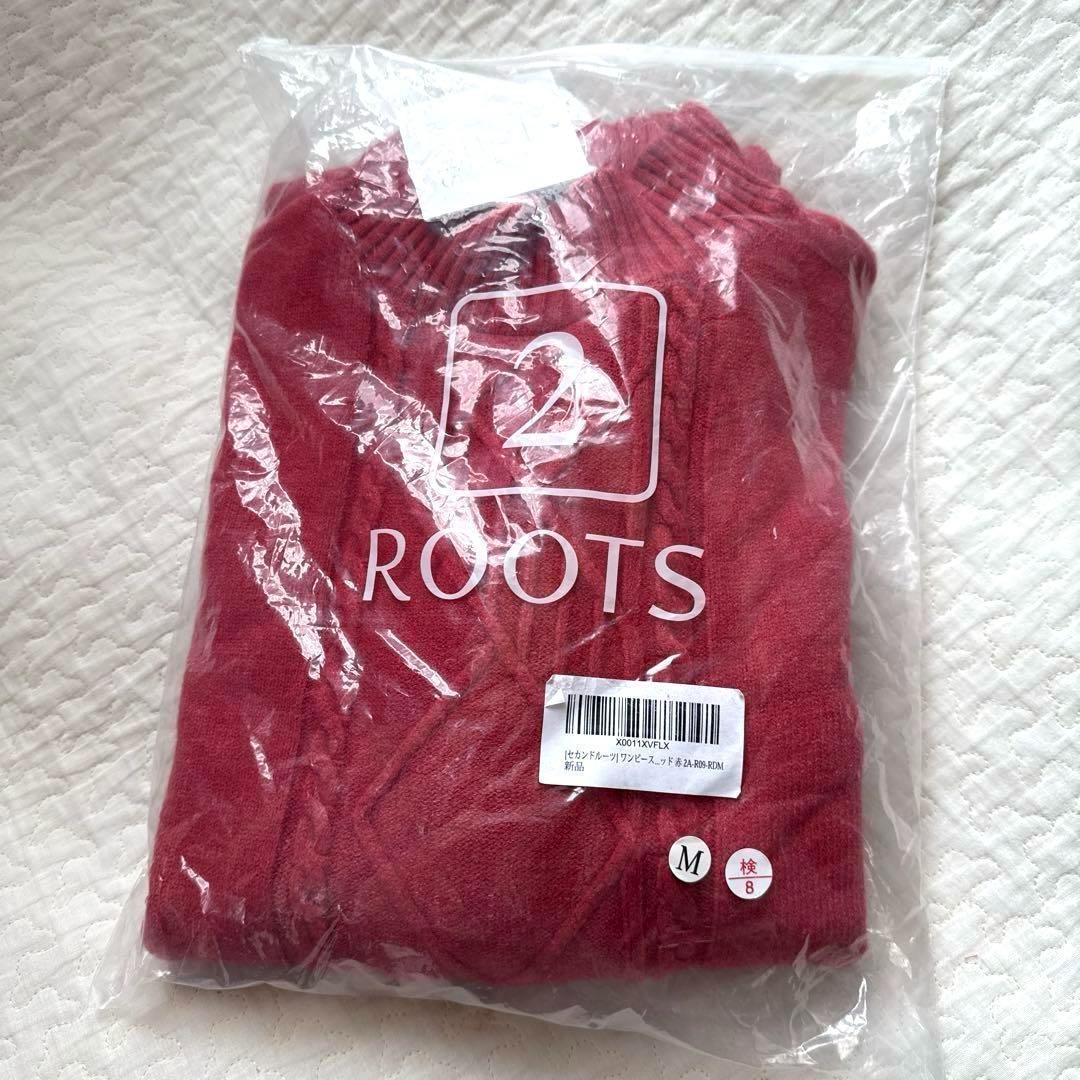 2
ROOTS
X0011XVFLX
[セカンドルーツ] ワンピース...ッド 赤 2A-R09-RDM
新品
M
検
8